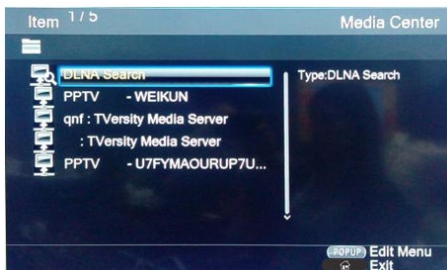 Item 1 / 5
Media Center
DLNA Search
Type:DLNA Search
PPTV - WEIKUN
qnf : TVersity Media Server
: TVersity Media Server
PPTV - U7FYMAOURUP7U...
POPUP Edit Menu
Exit